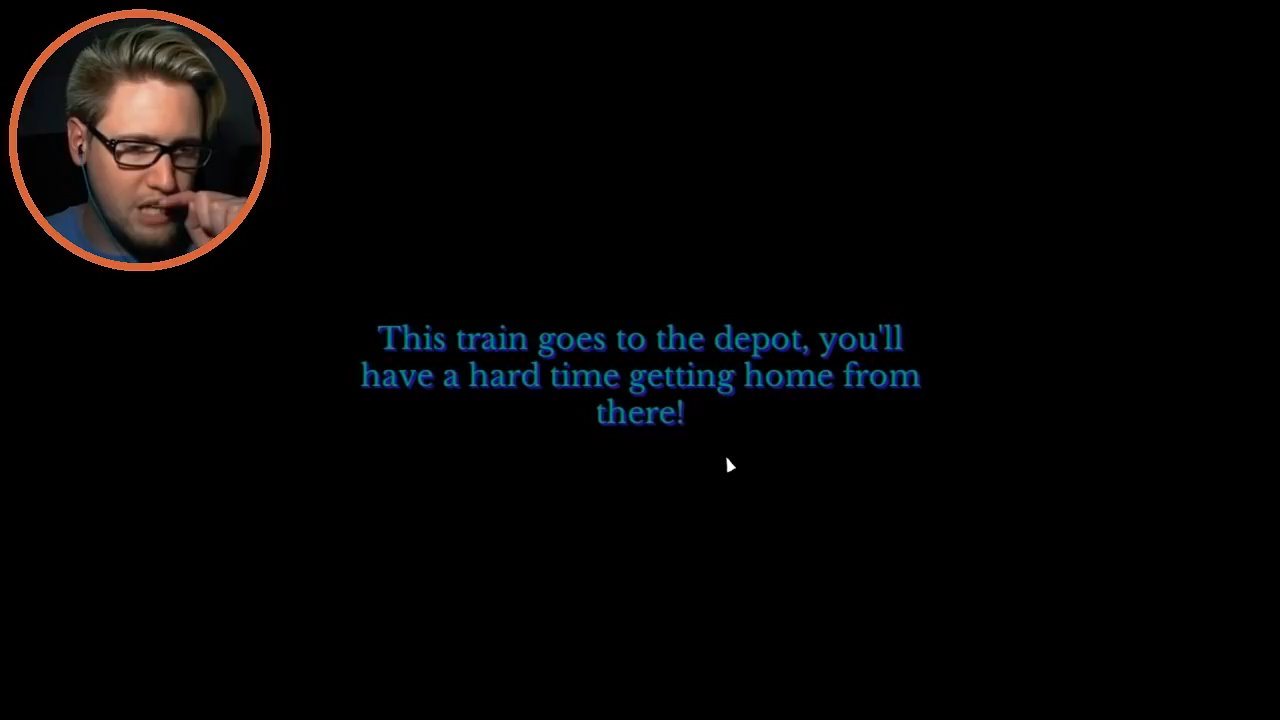 This train goes to the depot, you'll
have a hard time getting home from
there!